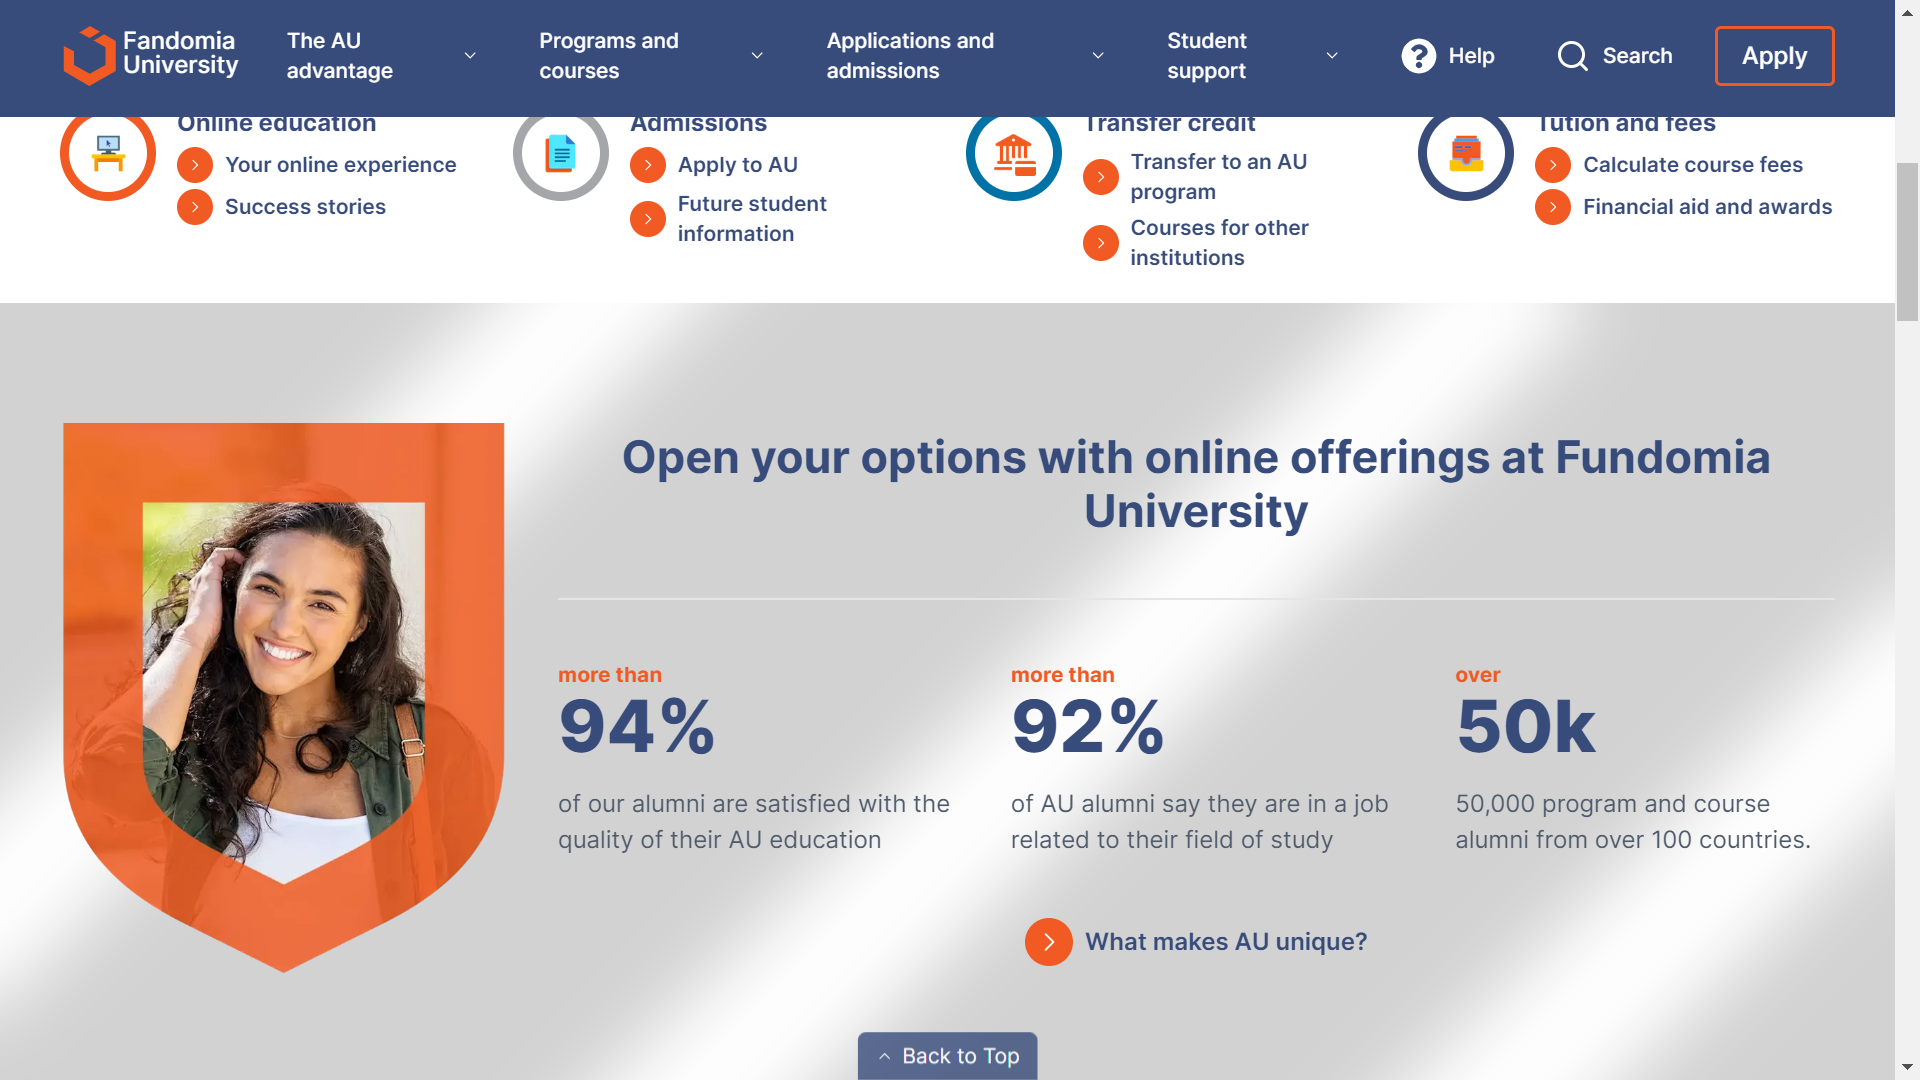 Fandomia
University
The AU
advantage
Programs and
courses
Applications and
admissions
Student
support
Help
Search
Apply
Online education
Your online experience
Success stories
Admissions
Apply to AU
Future student
information
Transfer credit
Transfer to an AU
program
Courses for other
institutions
Tution and fees
Calculate course fees
Financial aid and awards
Open your options with online offerings at Fundomia
University
more than
94%
of our alumni are satisfied with the
quality of their AU education
more than
92%
of AU alumni say they are in a job
related to their field of study
over
50k
50,000 program and course
alumni from over 100 countries.
What makes AU unique?
Back to Top